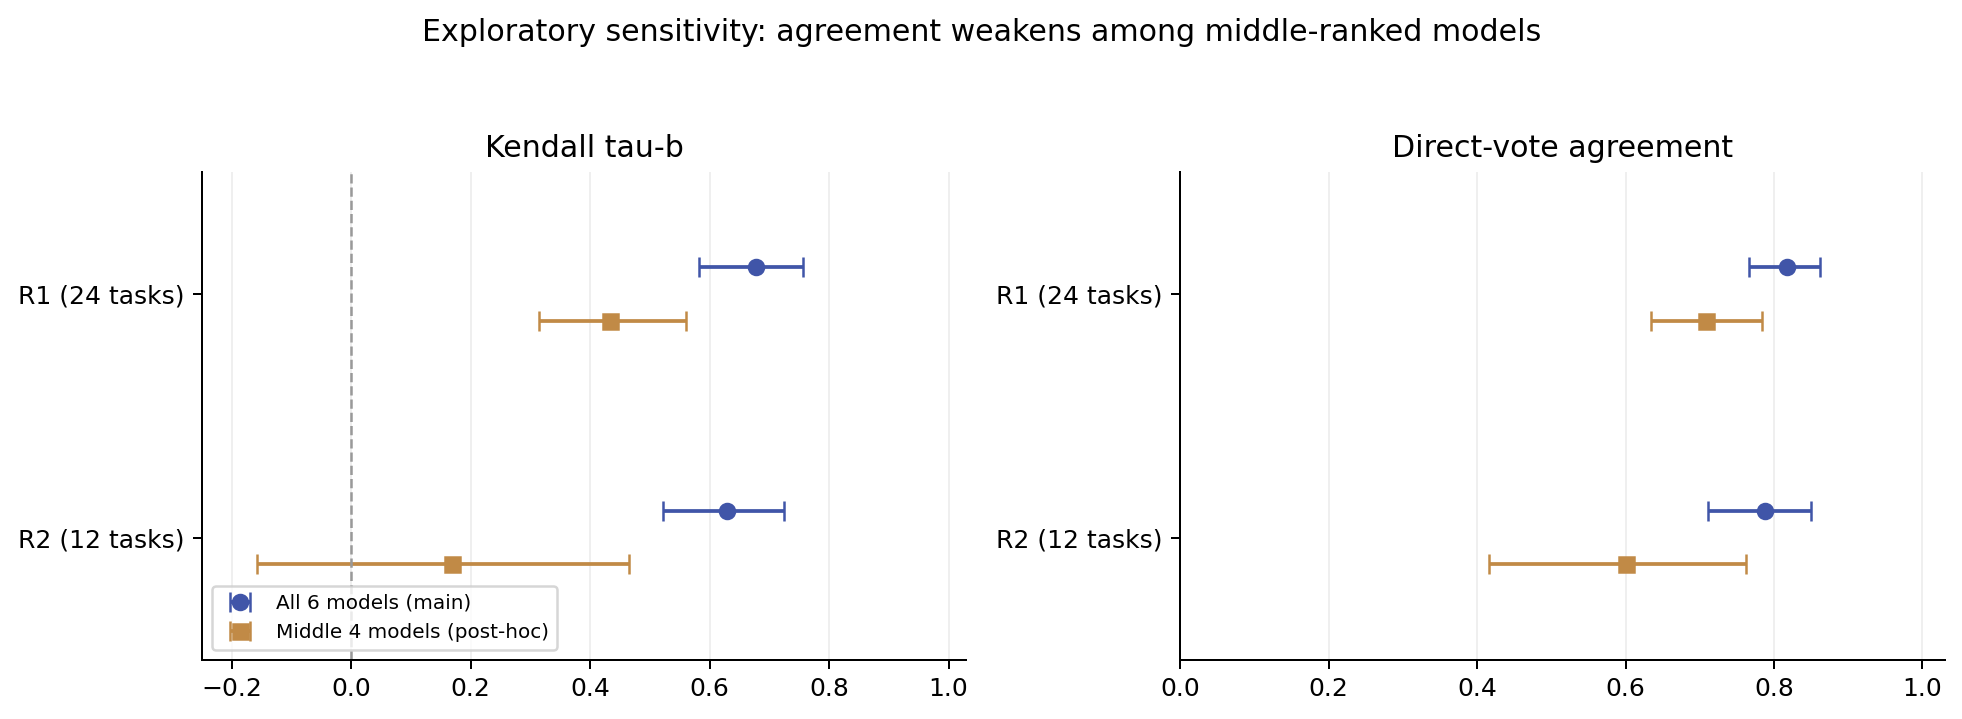 Exploratory sensitivity: agreement weakens among middle-ranked models
Kendall tau-b
R1 (24 tasks)
R2 (12 tasks)
All 6 models (main)
Middle 4 models (post-hoc)
−0.2 0.0 0.2 0.4 0.6 0.8 1.0
Direct-vote agreement
R1 (24 tasks)
R2 (12 tasks)
0.0 0.2 0.4 0.6 0.8 1.0